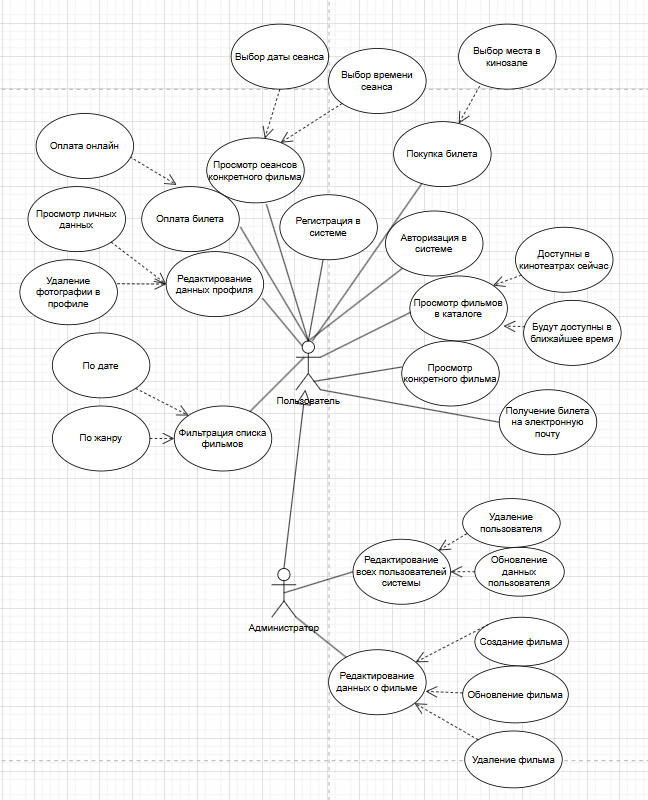 Выбор даты сеанса
Выбор времени
сеанса
Выбор места в
кинозале
Оплата онлайн
Просмотр сеансов
конкретного фильма
Покупка билета
Просмотр личных
данных
Оплата билета
Регистрация в
системе
Авторизация в
системе
Доступны в
кинотеатрах сейчас
Удаление
фотографии в
профиле
Редактирование
данных профиля
Просмотр фильмов
в каталоге
Будут доступны в
ближайшее время
По дате
Просмотр
конкретного фильма
Пользователь
По жанру
Фильтрация списка
фильмов
Получение билета
на электронную
почту
Удаление
пользователя
Редактирование
всех пользователей
системы
Обновление
данных
пользователя
Администратор
Создание фильма
Редактирование
данных о фильме
Обновление фильма
Удаление фильма